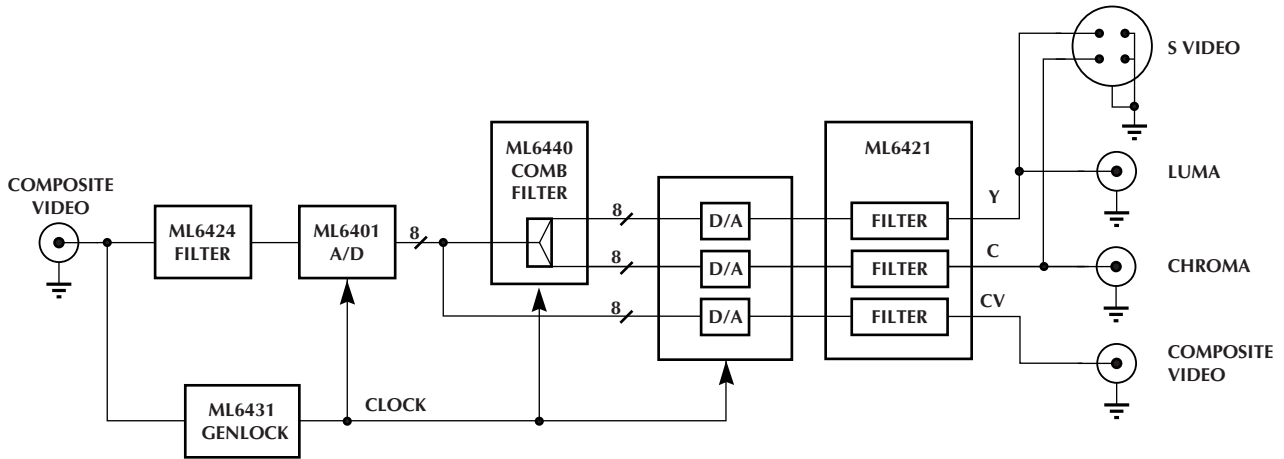 COMPOSITE
VIDEO
ML6424
FILTER
ML6401
A/D
8
ML6440
COMB
FILTER
8
8
8
D/A
D/A
D/A
ML6421
FILTER
FILTER
FILTER
Y
C
CV
S VIDEO
LUMA
CHROMA
COMPOSITE
VIDEO
ML6431
GENLOCK
CLOCK